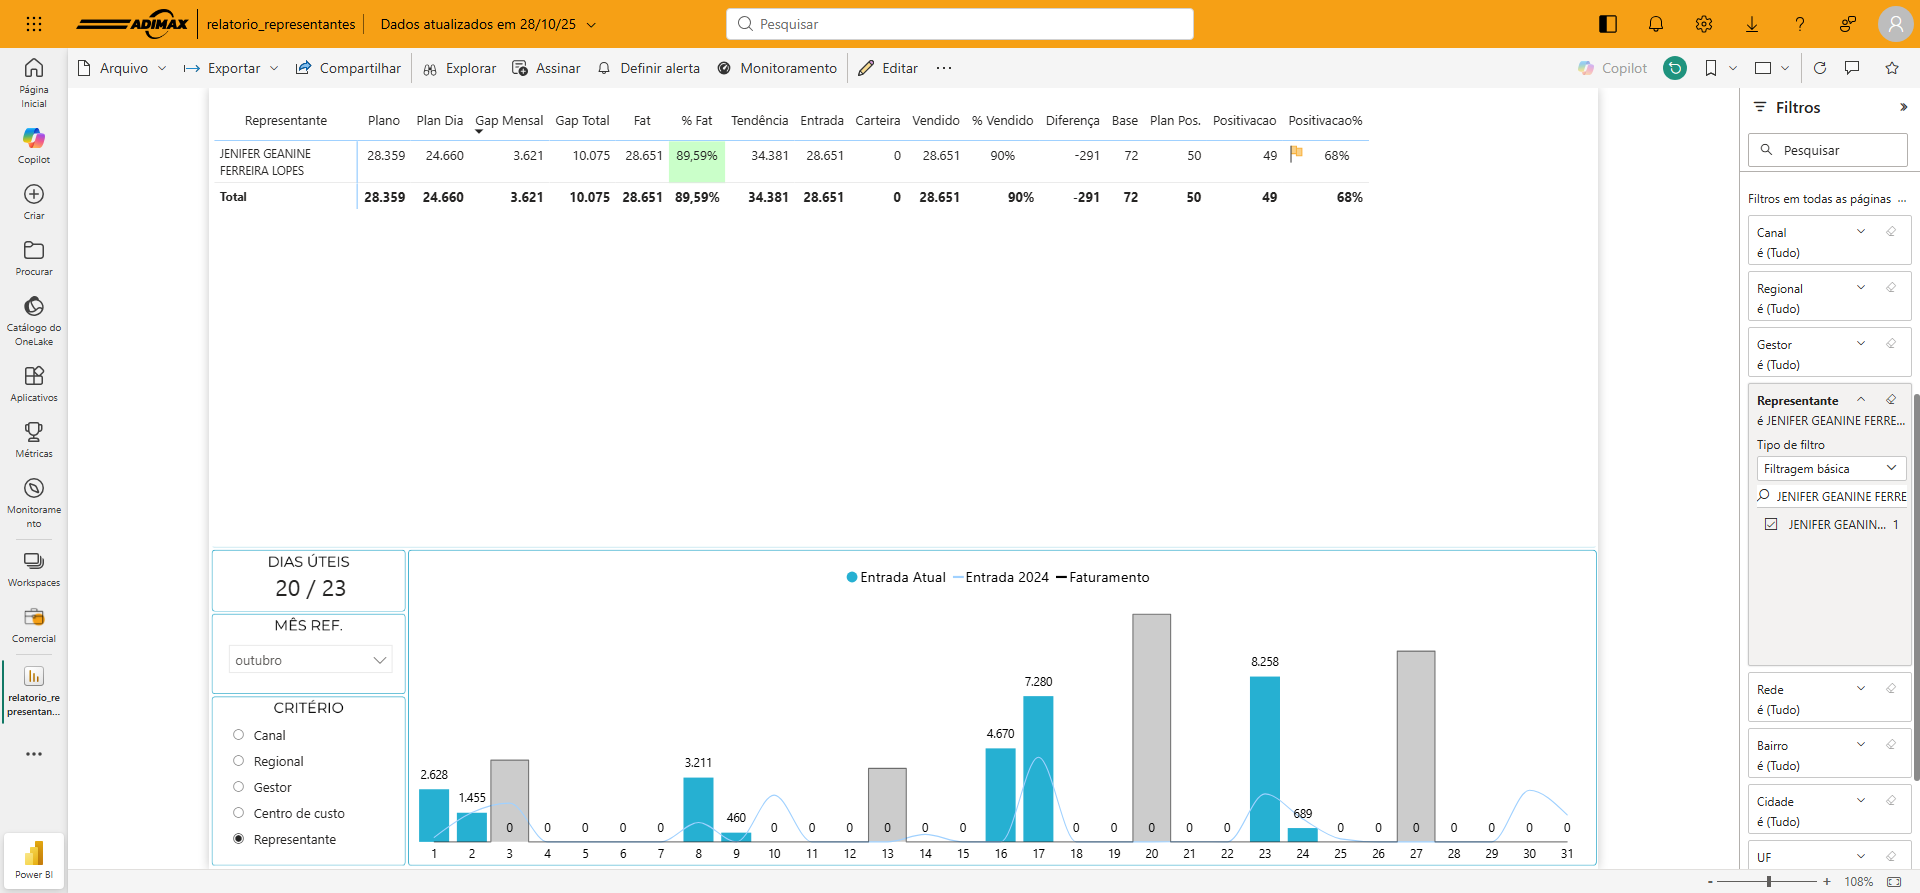 ADIMAX
relatorio_representantes
Dados atualizados em 28/10/25
Pesquisar
Arquivo
Exportar
Compartilhar
Explorar
Assinar
Definir alerta
Monitoramento
Editar
Copilot
Página
Inicial
Copilot
Criar
Procurar
Catálogo do
OneLake
Aplicativos
Métricas
Monitorame
nto
Workspaces
Comercial
relatorio_re
presentan...
Power BI
Representante Plano Plan Dia Gap Mensal Gap Total Fat % Fat Tendência Entrada Carteira Vendido % Vendido Diferença Base Plan Pos. Positivacao Positivacao%
JENIFER GEANINE
FERREIRA LOPES
28.359 24.660 3.621 10.075 28.651 89,59% 34.381 28.651 0 28.651 90% -291 72 50 49 68%
Total 28.359 24.660 3.621 10.075 28.651 89,59% 34.381 28.651 0 28.651 90% -291 72 50 49 68%
DIAS ÚTEIS
20 / 23
MÊS REF.
outubro
CRITÉRIO
Canal
Regional
Gestor
Centro de custo
Representante
Entrada Atual Entrada 2024 Faturamento
2.628 1.455 0 0 0 0 0 3.211 460 0 0 0 0 0 0 4.670 7.280 0 0 0 0 0 8.258 689 0 0 0 0 0 0 0
1 2 3 4 5 6 7 8 9 10 11 12 13 14 15 16 17 18 19 20 21 22 23 24 25 26 27 28 29 30 31
Filtros
Pesquisar
Filtros em todas as páginas ...
Canal
é (Tudo)
Regional
é (Tudo)
Gestor
é (Tudo)
Representante
é JENIFER GEANINE FERRE...
Tipo de filtro
Filtragem básica
JENIFER GEANINE FERRE
JENIFER GEANIN... 1
Rede
é (Tudo)
Bairro
é (Tudo)
Cidade
é (Tudo)
UF
- + 108%